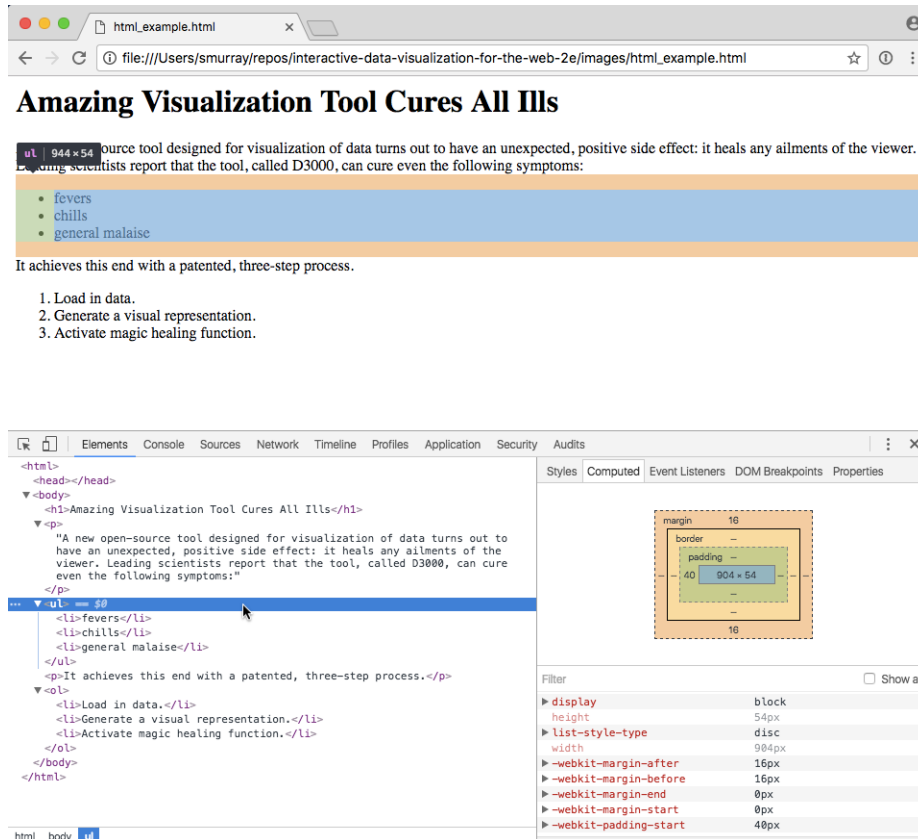 html_example.html
file:///Users/smurray/repos/interactive-data-visualization-for-the-web-2e/images/html_example.html
Amazing Visualization Tool Cures All Ills
ul | 944×54
ource tool designed for visualization of data turns out to have an unexpected, positive side effect: it heals any ailments of the viewer.
Leading scientists report that the tool, called D3000, can cure even the following symptoms:
• fevers
• chills
• general malaise
It achieves this end with a patented, three-step process.
1. Load in data.
2. Generate a visual representation.
3. Activate magic healing function.
Elements Console Sources Network Timeline Profiles Application Security Audits
<html>
<head></head>
▼<body>
<h1>Amazing Visualization Tool Cures All Ills</h1>
▼<p>
"A new open-source tool designed for visualization of data turns out to
have an unexpected, positive side effect: it heals any ailments of the
viewer. Leading scientists report that the tool, called D3000, can cure
even the following symptoms:"
</p>
... ▼<ul> == $0
<li>fevers</li>
<li>chills</li>
<li>general malaise</li>
</ul>
<p>It achieves this end with a patented, three-step process.</p>
▼<ol>
<li>Load in data.</li>
<li>Generate a visual representation.</li>
<li>Activate magic healing function.</li>
</ol>
</body>
</html>
html body ul
Styles Computed Event Listeners DOM Breakpoints Properties
margin 16
border –
padding –
– – 40 904 × 54 – – –
–
–
16
Filter Show a
▶ display block
height 54px
▶ list-style-type disc
width 904px
▶ -webkit-margin-after 16px
▶ -webkit-margin-before 16px
▶ -webkit-margin-end 0px
▶ -webkit-margin-start 0px
▶ -webkit-padding-start 40px